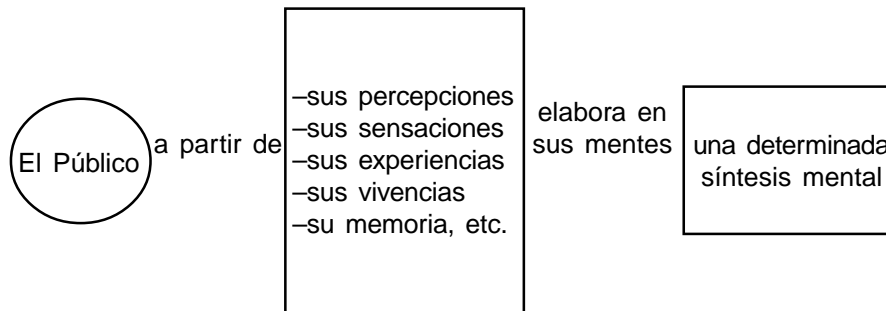 El Público
a partir de
–sus percepciones
–sus sensaciones
–sus experiencias
–sus vivencias
–su memoria, etc.
elabora en
sus mentes
una determinada
síntesis mental